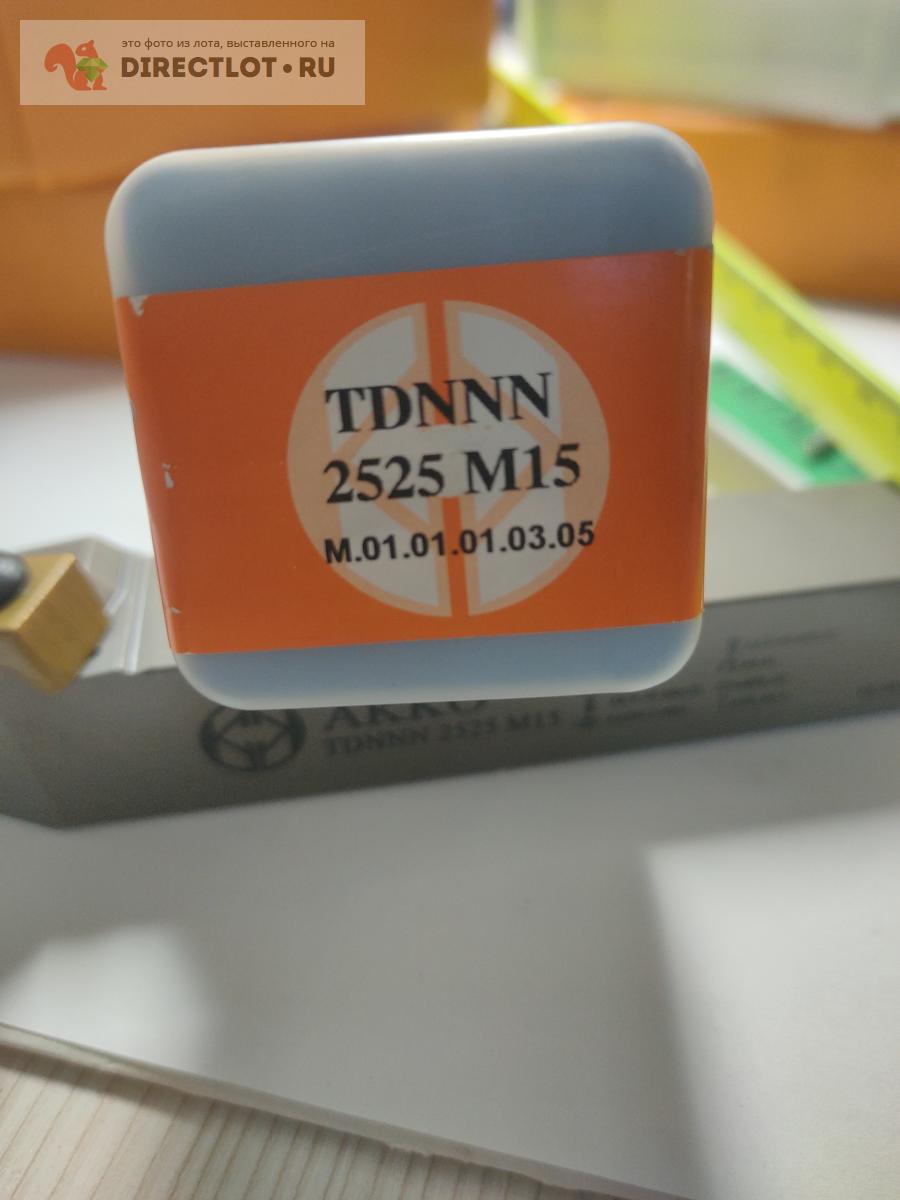 это фото из лота, выставленного на
DIRECTLOT•RU
TDNNN
2525 M15
M.01.01.01.03.05
AKKO
TDNNN 2525 M15